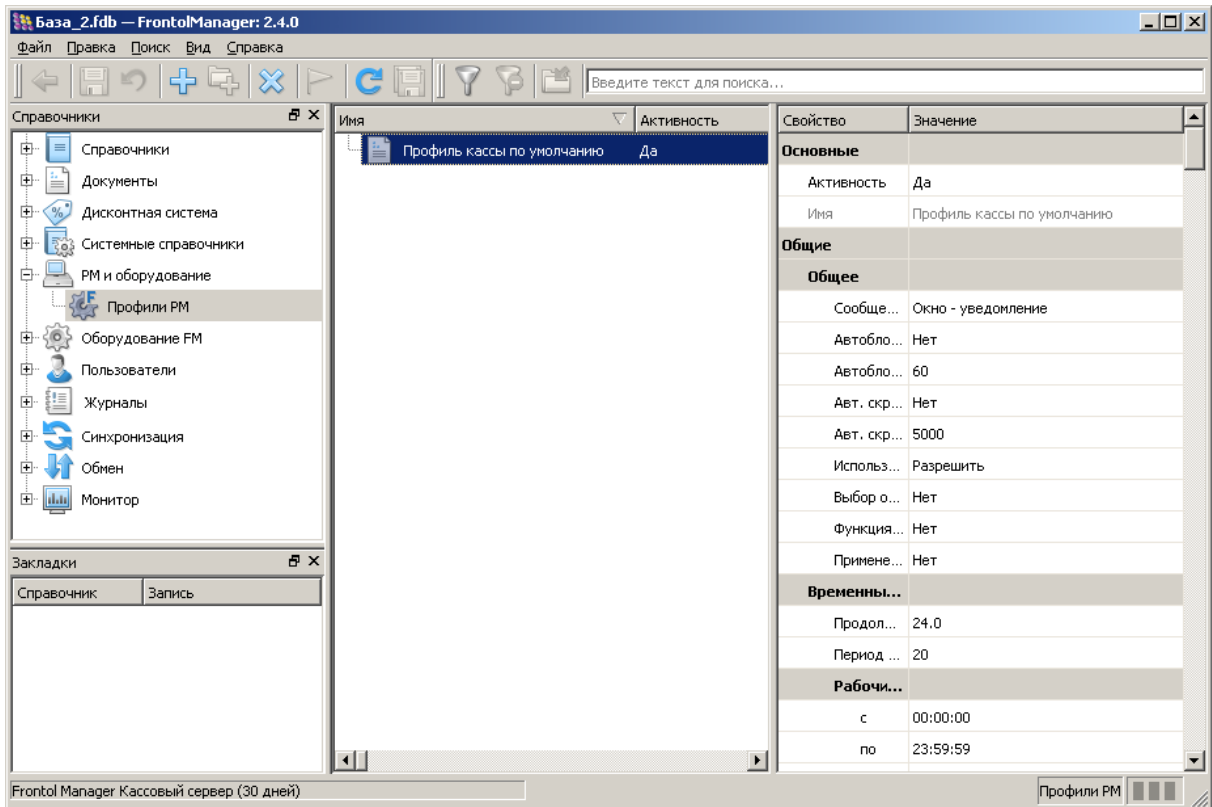 База_2.fdb — FrontolManager: 2.4.0
Файл Правка Поиск Вид Справка
Введите текст для поиска...
Справочники
Справочники
Документы
%
Дисконтная система
Системные справочники
РМ и оборудование
F
Профили РМ
Оборудование FM
Пользователи
Журналы
Синхронизация
Обмен
Монитор
Закладки
Справочник Запись
Имя Активность
Профиль кассы по умолчанию Да
Свойство Значение
Основные
Активность Да
Имя Профиль кассы по умолчанию
Общие
Общее
Сообще... Окно - уведомление
Автобло... Нет
Автобло... 60
Авт. скр... Нет
Авт. скр... 5000
Использ... Разрешить
Выбор о... Нет
Функция... Нет
Примене... Нет
Временны...
Продол... 24.0
Период ... 20
Рабочи...
с 00:00:00
по 23:59:59
Frontol Manager Кассовый сервер (30 дней) Профили РМ